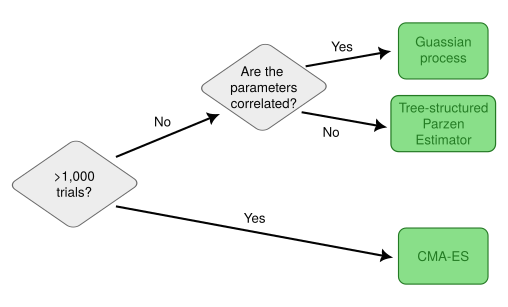 >1,000
trials?
No
Are the
parameters
correlated?
Yes
Guassian
process
No
Tree-structured
Parzen
Estimator
Yes
CMA-ES